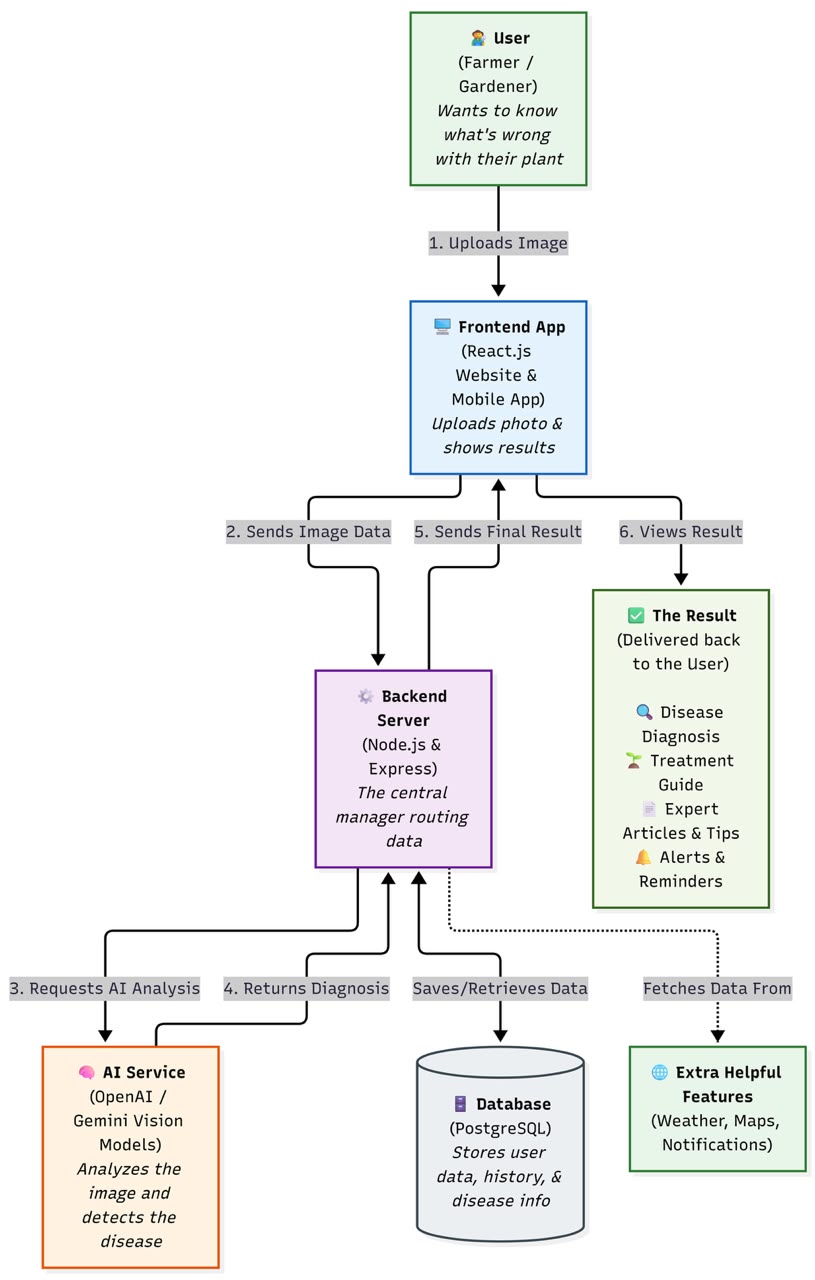 User
(Farmer /
Gardener)
Wants to know
what's wrong
with their plant
1. Uploads Image
Frontend App
(React.js
Website &
Mobile App)
Uploads photo &
shows results
2. Sends Image Data
5. Sends Final Result
6. Views Result
The Result
(Delivered back
to the User)
Disease
Diagnosis
Treatment
Guide
Expert
Articles & Tips
Alerts &
Reminders
Backend
Server
(Node.js &
Express)
The central
manager routing
data
3. Requests AI Analysis
4. Returns Diagnosis
Saves/Retrieves Data
Fetches Data From
AI Service
(OpenAI /
Gemini Vision
Models)
Analyzes the
image and
detects the
disease
Database
(PostgreSQL)
Stores user
data, history, &
disease info
Extra Helpful
Features
(Weather, Maps,
Notifications)